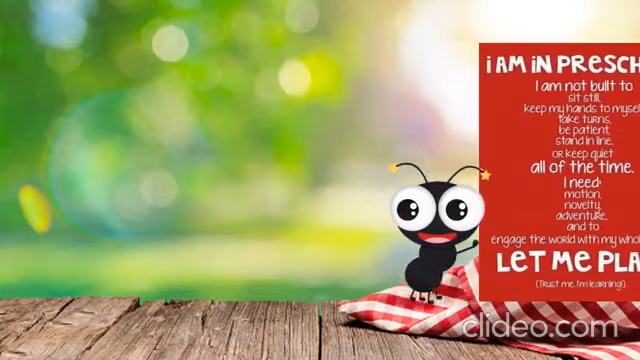 i AM iN PRESCH
I am not built to
sit still,
keep my hands to myself
take turns,
be patient,
stand in line,
or keep quiet
all of the time.
I need
motion,
novelty,
adventure,
and to
engage the world with my who
LET ME PLA
(Trust me, I'm learning!)
clideo.com